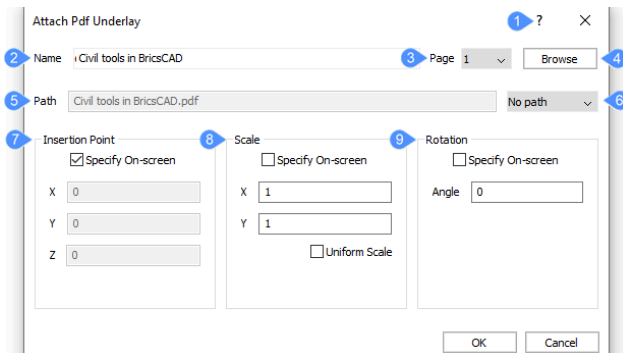 Attach Pdf Underlay 1 ?
2 Name Civil tools in BricsCAD 3 Page 1 Browse 4
5 Path Civil tools in BricsCAD.pdf No path 6
7 Insertion Point 8 Scale 9 Rotation
Specify On-screen Specify On-screen Specify On-screen
X 0 X 1 Angle 0
Y 0 Y 1
Z 0 Uniform Scale
OK Cancel